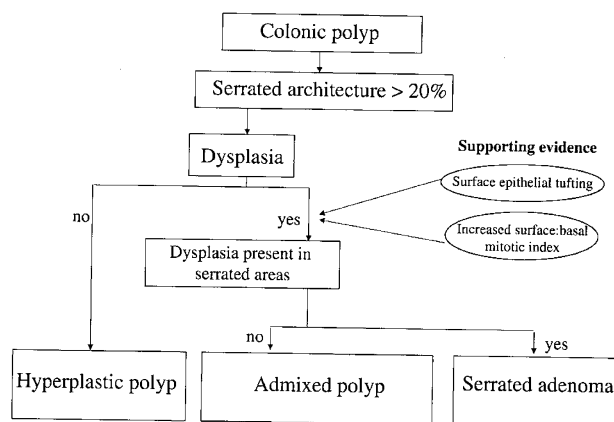 Colonic polyp
Serrated architecture > 20%
Dysplasia
Supporting evidence
Surface epithelial tufting
no
yes
Increased surface:basal
mitotic index
Dysplasia present in
serrated areas
no
yes
Hyperplastic polyp
Admixed polyp
Serrated adenoma